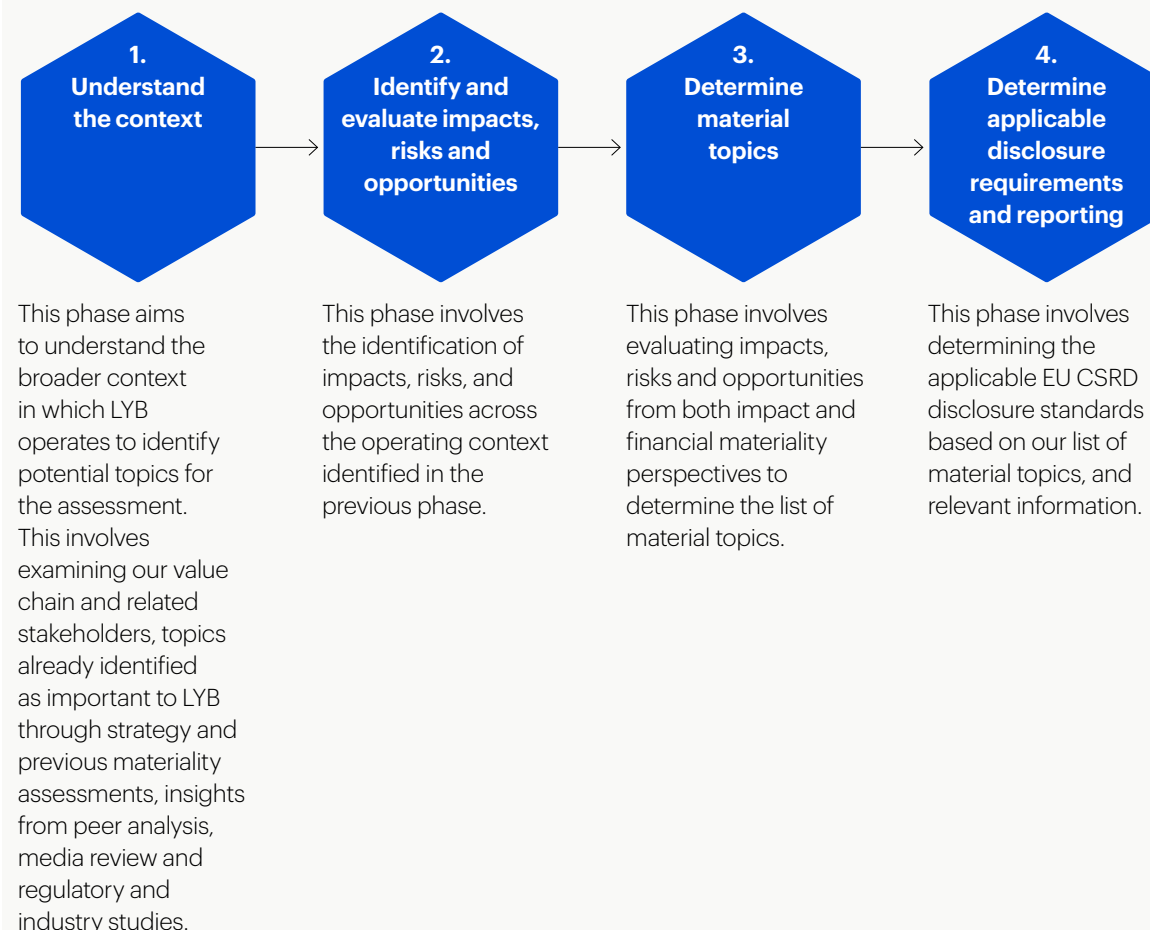 1.
Understand
the context
2.
Identify and
evaluate impacts,
risks and
opportunities
3.
Determine
material
topics
4.
Determine
applicable
disclosure
requirements
and reporting
This phase aims
to understand the
broader context
in which LYB
operates to identify
potential topics for
the assessment.
This involves
examining our value
chain and related
stakeholders, topics
already identified
as important to LYB
through strategy and
previous materiality
assessments, insights
from peer analysis,
media review and
regulatory and
industry studies.
This phase involves
the identification of
impacts, risks, and
opportunities across
the operating context
identified in the
previous phase.
This phase involves
evaluating impacts,
risks and opportunities
from both impact and
financial materiality
perspectives to
determine the list of
material topics.
This phase involves
determining the
applicable EU CSRD
disclosure standards
based on our list of
material topics, and
relevant information.